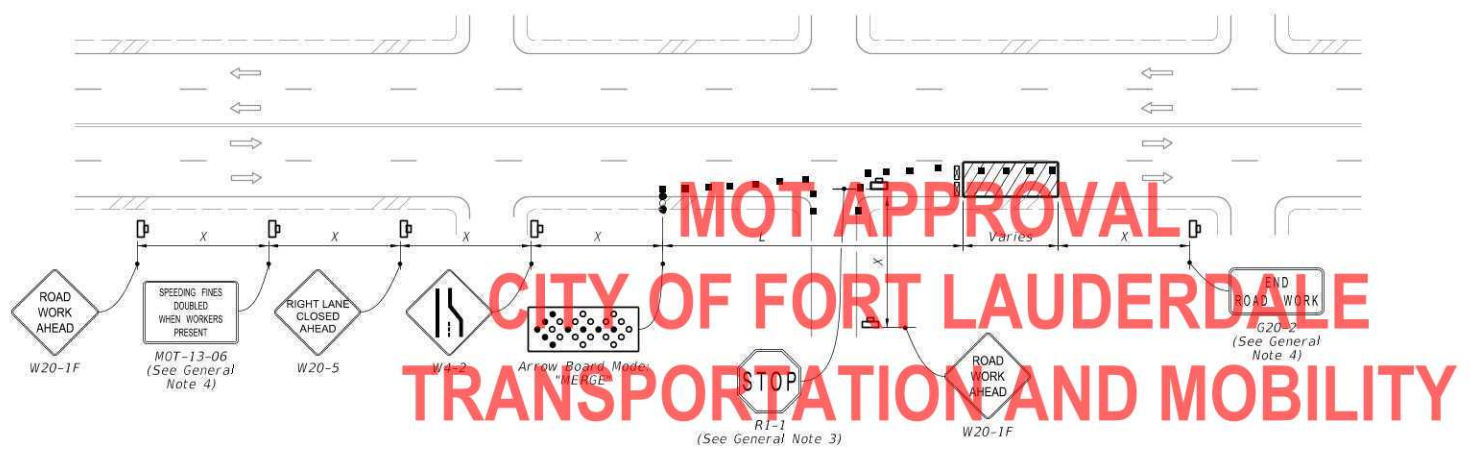 X
X
X
X
L
Varies
X
X
ROAD
WORK
AHEAD
W20-1F
SPEEDING FINES
DOUBLED
WHEN WORKERS
PRESENT
MOT-13-06
(See General
Note 4)
RIGHT LANE
CLOSED
AHEAD
W20-5
W4-2
Arrow Board Mode:
"MERGE"
STOP
R1-1
(See General Note 3)
ROAD
WORK
AHEAD
W20-1F
END
ROAD WORK
G20-2
(See General
Note 4)
MOT APPROVAL
CITY OF FORT LAUDERDALE
TRANSPORTATION AND MOBILITY